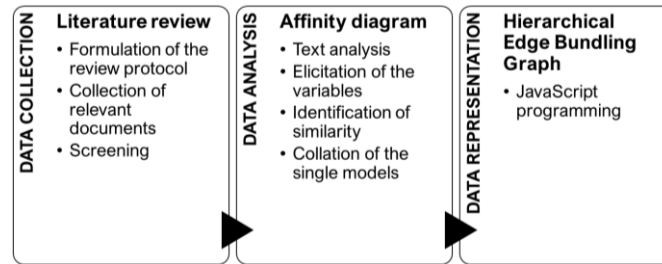 DATA COLLECTION
Literature review
• Formulation of the
review protocol
• Collection of
relevant
documents
• Screening
DATA ANALYSIS
Affinity diagram
• Text analysis
• Elicitation of the
variables
• Identification of
similarity
• Collation of the
single models
DATA REPRESENTATION
Hierarchical
Edge Bundling
Graph
• JavaScript
programming